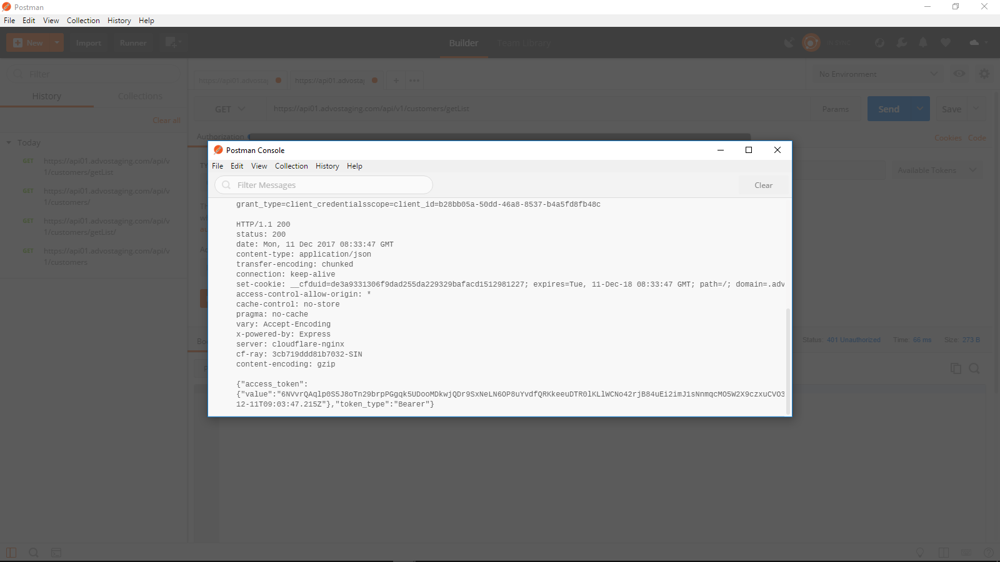 Postman
File Edit View Collection History Help
New Import Runner Builder Team Library IN SYNC
Filter
History Collections
Clear all
Today
GET https://api01.advostaging.com/api/v
1/customers/getList
GET https://api01.advostaging.com/api/v
1/customers/
GET https://api01.advostaging.com/api/v
1/customers/getList/
GET https://api01.advostaging.com/api/v
1/customers
https://api01.advostaj https://api01.advostaj + •••
No Environment
GET https://api01.advostaging.com/api/v1/customers/getList Params Send Save
Authorization Cookies Code
Available Tokens
Status: 401 Unauthorized Time: 66 ms Size: 273 B
Postman Console
File Edit View Collection History Help
Filter Messages Clear
grant_type=client_credentialsscope=client_id=b28bb05a-50dd-46a8-8537-b4a5fd8fb48c
HTTP/1.1 200
status: 200
date: Mon, 11 Dec 2017 08:33:47 GMT
content-type: application/json
transfer-encoding: chunked
connection: keep-alive
set-cookie: __cfduid=de3a9331306f9dad255da229329bafacd1512981227; expires=Tue, 11-Dec-18 08:33:47 GMT; path=/; domain=.adv
access-control-allow-origin: *
cache-control: no-store
pragma: no-cache
vary: Accept-Encoding
x-powered-by: Express
server: cloudflare-nginx
cf-ray: 3cb719ddd81b7032-SIN
content-encoding: gzip
{"access_token":
{"value":"6NVvrQAqlp0S5J8oTn29brpPGgqk5UDooMDkwjQDr9SxNeLN6OP8uYvdfQRKkeeuDTR0lKLlWCNo42rjB84uEi2imJ1sNnmqcMO5W2X9czxuCVO3
12-11T09:03:47.215Z"},"token_type":"Bearer"}